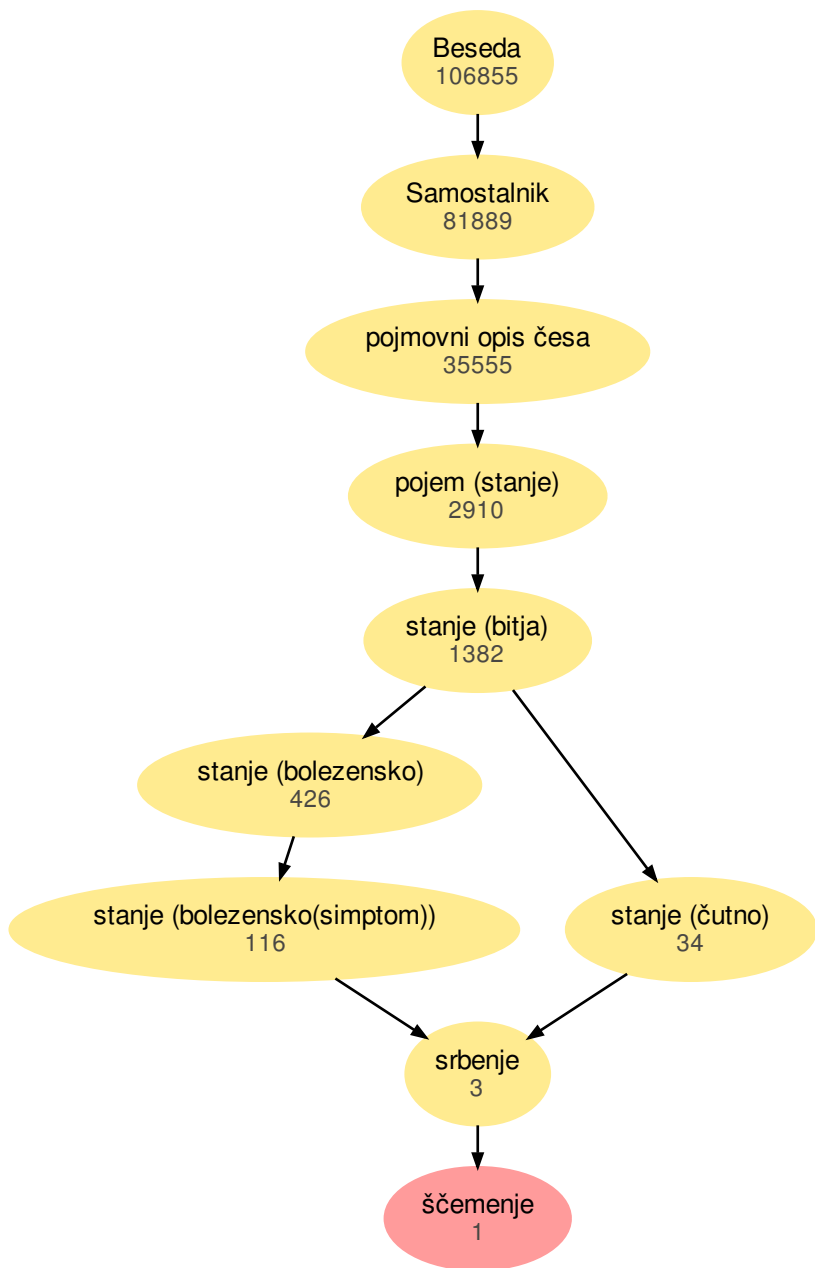 Beseda
106855
Samostalnik
81889
pojmovni opis česa
35555
pojem (stanje)
2910
stanje (bitja)
1382
stanje (bolezensko)
426
stanje (bolezensko(simptom))
116
stanje (čutno)
34
srbenje
3
ščemenje
1